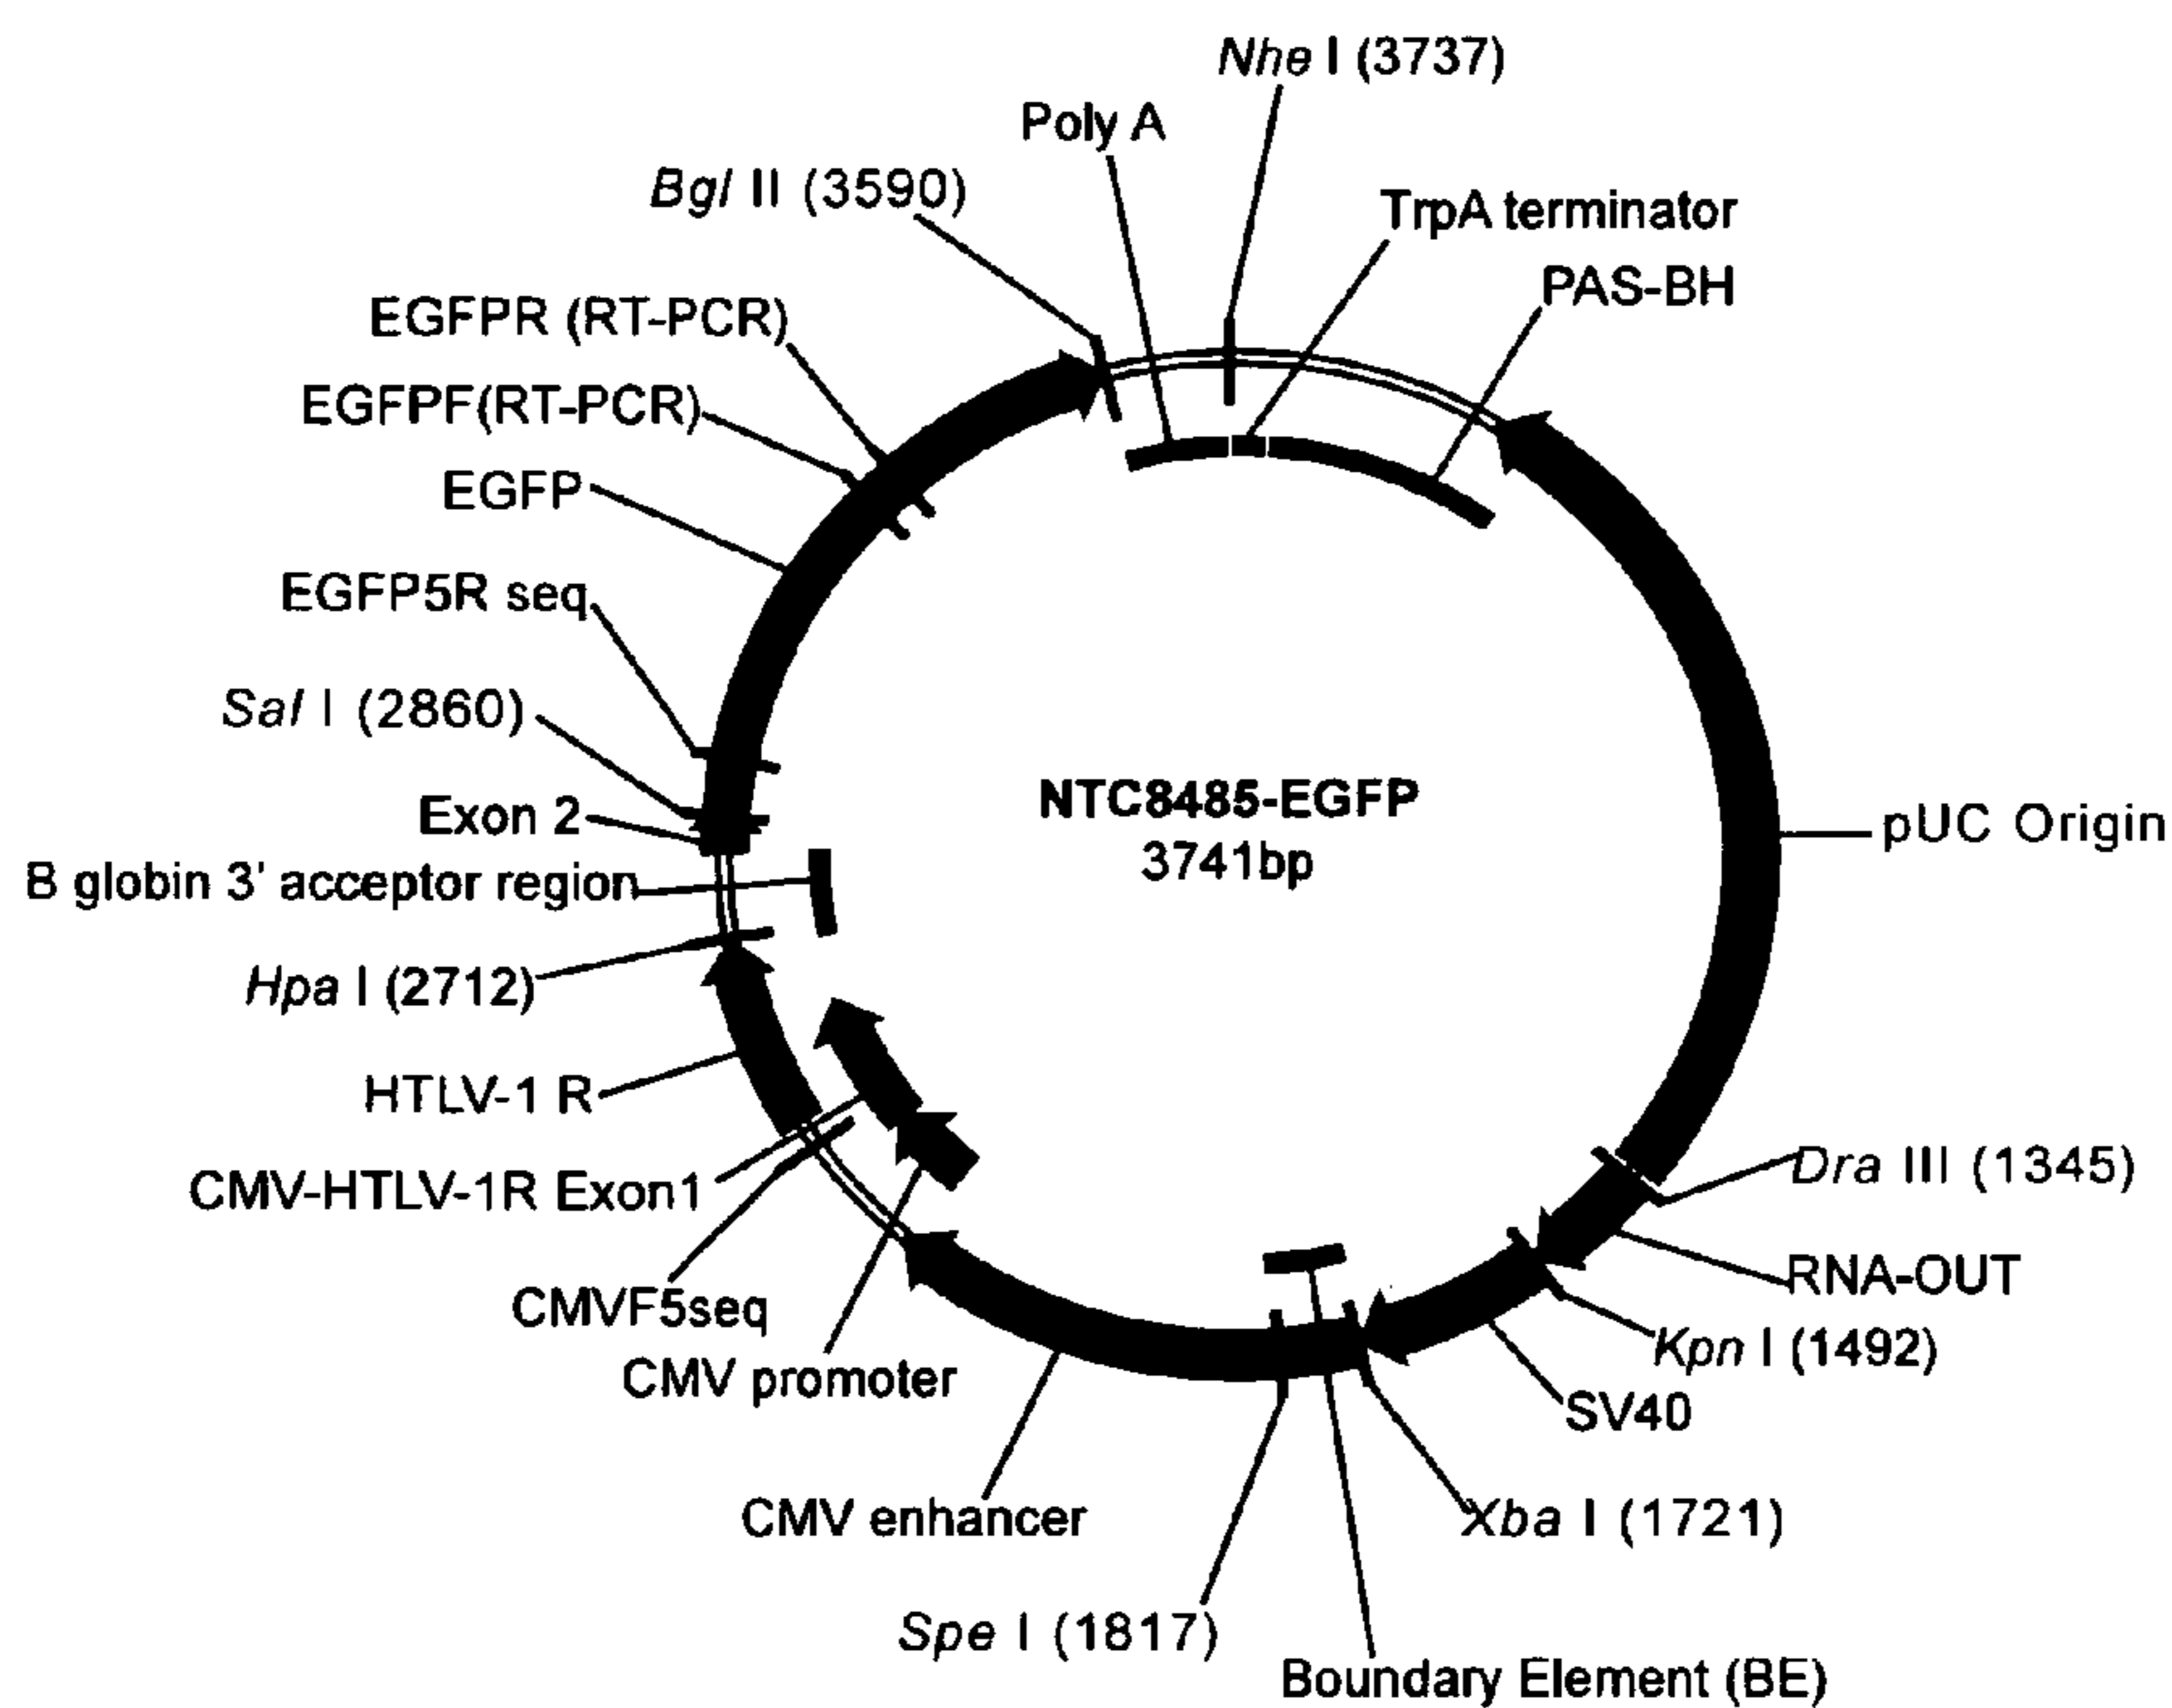 Nhe I (3737)
Poly A
Bgl II (3590)
TrpA terminator
PAS-BH
EGFPR (RT-PCR)
EGFPF(RT-PCR)
EGFP
EGFP5R seq
Sal I (2860)
Exon 2
B globin 3' acceptor region
NTC8485-EGFP
3741bp
pUC Origin
Hpa I (2712)
HTLV-1 R
CMV-HTLV-1R Exon1
CMVF5seq
CMV promoter
CMV enhancer
Spe I (1817)
Boundary Element (BE)
Xba I (1721)
SV40
Kpn I (1492)
RNA-OUT
Dra III (1345)